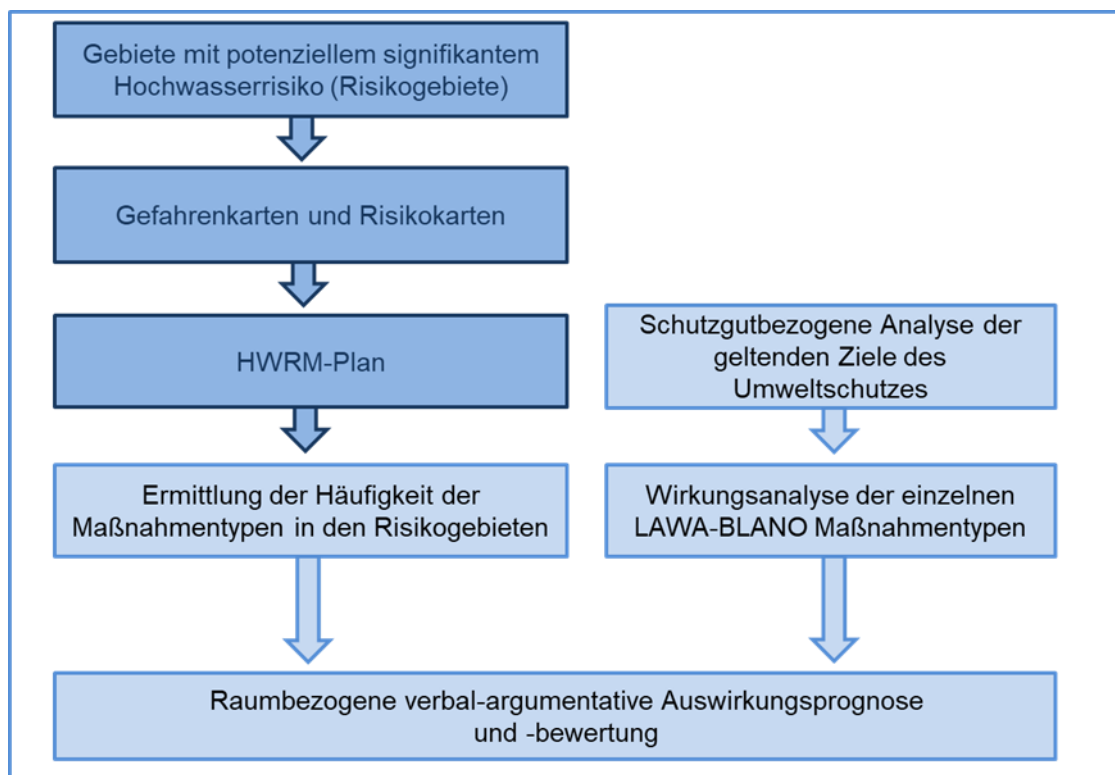 Gebiete mit potenziellem signifikantem
Hochwasserrisiko (Risikogebiete)
Gefahrenkarten und Risikokarten
HWRM-Plan
Schutzgutbezogene Analyse der
geltenden Ziele des
Umweltschutzes
Ermittlung der Häufigkeit der
Maßnahmentypen in den Risikogebieten
Wirkungsanalyse der einzelnen
LAWA-BLANO Maßnahmentypen
Raumbezogene verbal-argumentative Auswirkungsprognose
und -bewertung